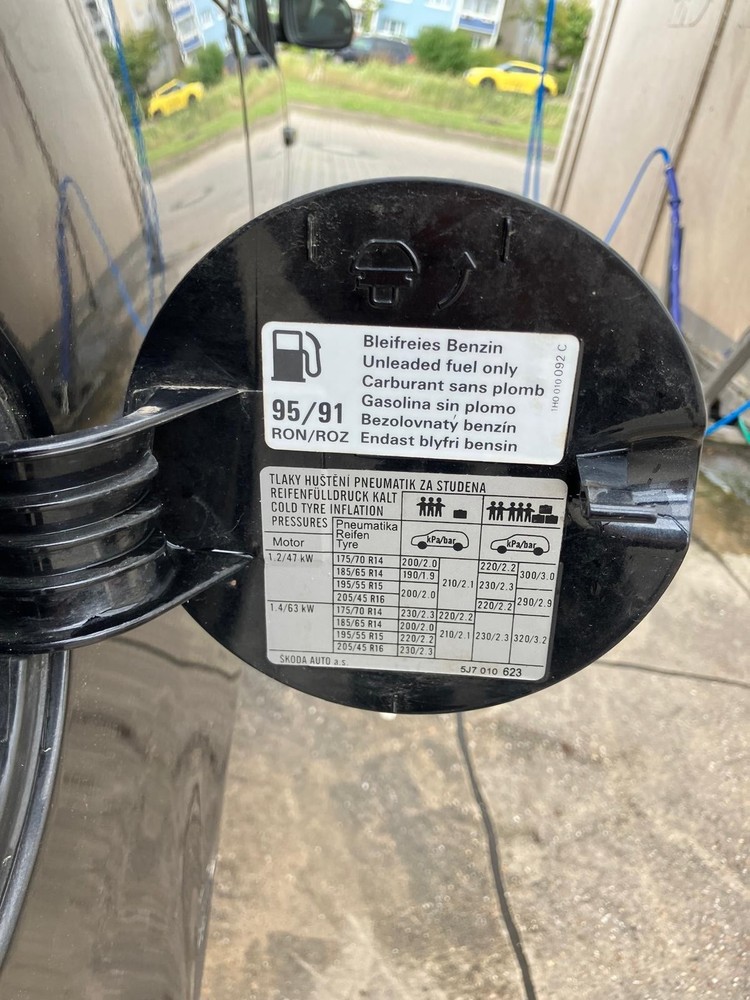 Bleifreies Benzin
Unleaded fuel only
Carburant sans plomb
Gasolina sin plomo
95/91 Bezolovnatý benzín
RON/ROZ Endast blyfri bensin
1H0 010 092 C
TLAKY HUŠTĚNÍ PNEUMATIK ZA STUDENA
REIFENFÜLLDRUCK KALT
COLD TYRE INFLATION
PRESSURES
Motor
Pneumatika
Reifen
Tyre
kPa/bar kPa/bar
1.2/47 kW 175/70 R14 200/2.0 210/2.1 220/2.2 300/3.0
185/65 R14 190/1.9 230/2.3
195/55 R15 200/2.0 290/2.9
205/45 R16 220/2.2
1.4/63 kW 175/70 R14 230/2.3 220/2.2
185/65 R14 200/2.0 210/2.1 230/2.3 320/3.2
195/55 R15 220/2.2
205/45 R16 230/2.3
ŠKODA AUTO a.s. 5J7 010 623